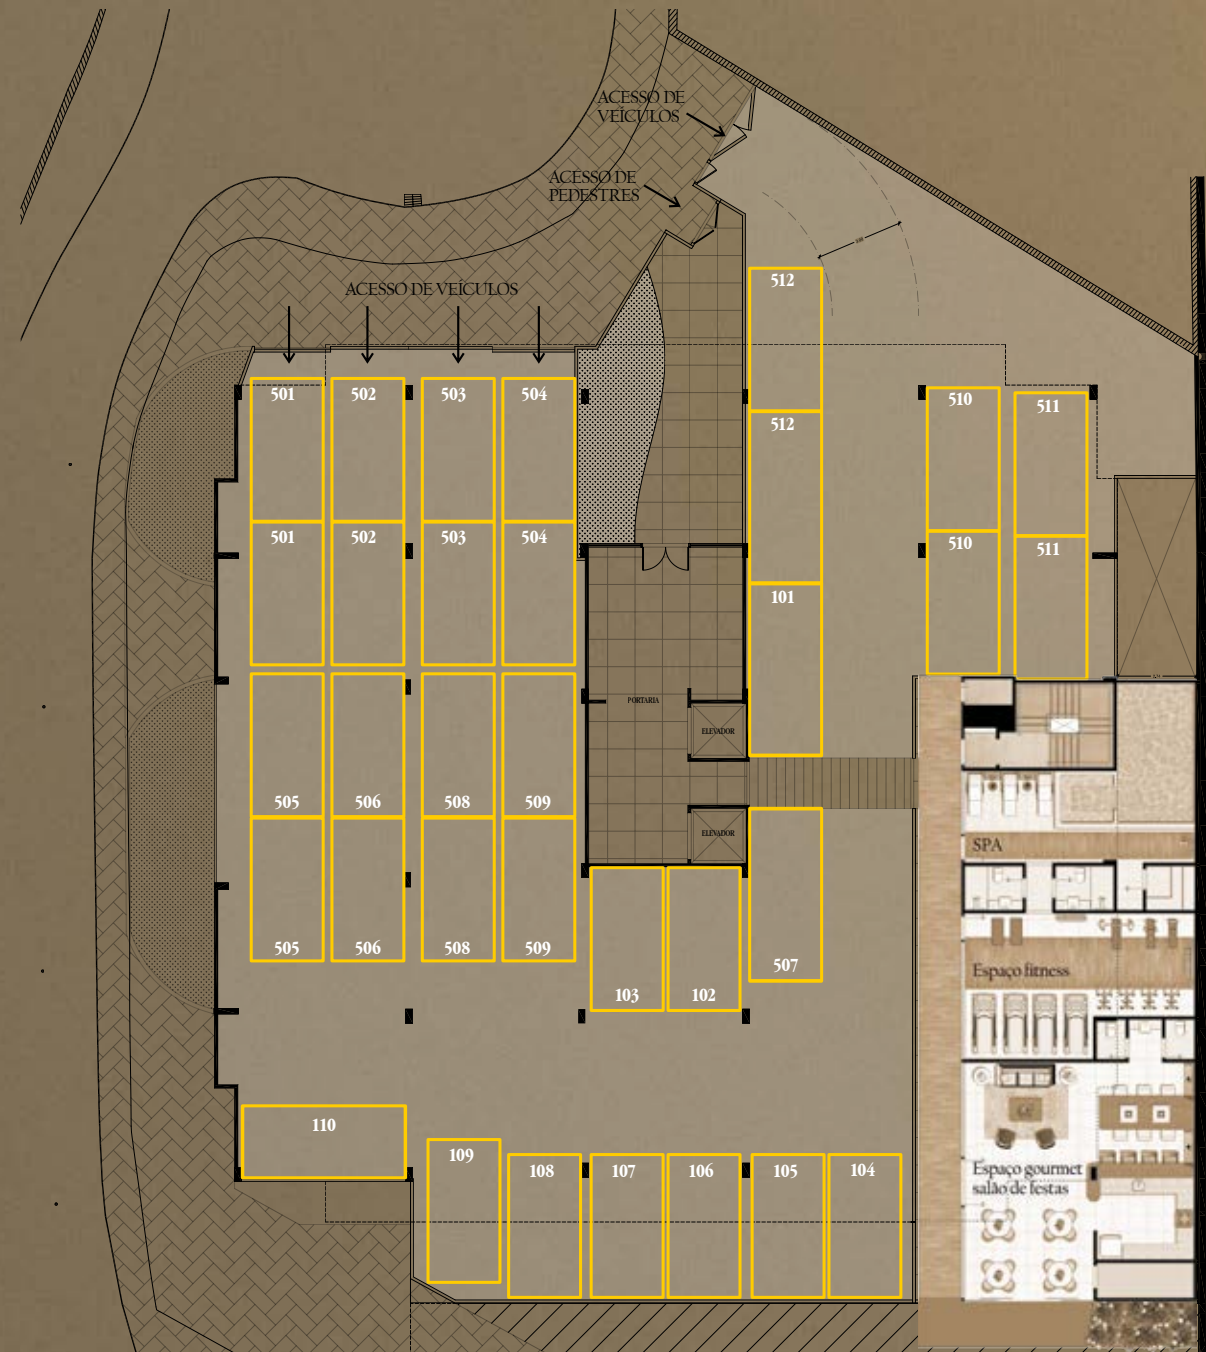 ACESSO DE
VEÍCULOS
ACESSO DE
PEDESTRES
ACESSO DE VEÍCULOS
512
501
502
503
504
510
511
512
501
502
503
504
510
511
101
PORTARIA
ELEVADOR
505
506
508
509
ELEVADOR
SPA
505
506
508
509
507
Espaço fitness
103
102
110
109
108
107
106
105
104
Espaço gourmet
salão de festas